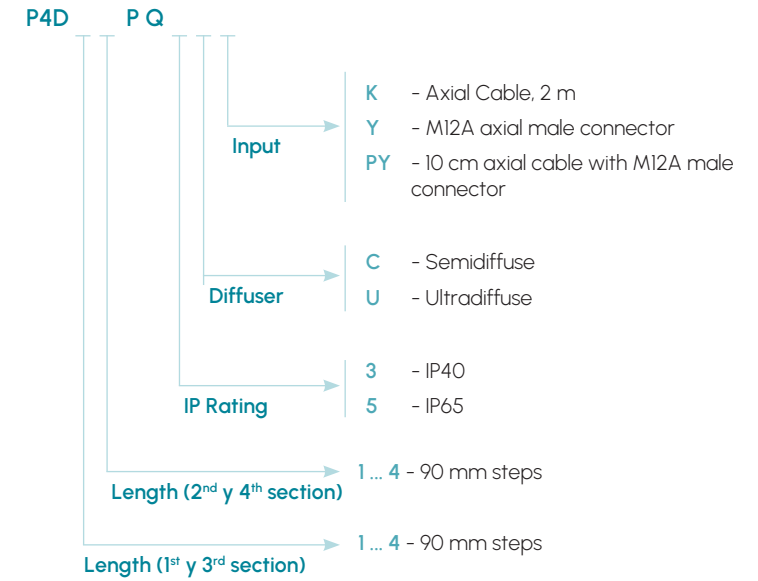 P4D P Q
K - Axial Cable, 2 m
Y - M12A axial male connector
Input
PY - 10 cm axial cable with M12A male
connector
C - Semidiffuse
Diffuser
U - Ultradiffuse
3 - IP40
IP Rating
5 - IP65
1 ... 4 - 90 mm steps
Length (2nd y 4th section)
1 ... 4 - 90 mm steps
Length (1st y 3rd section)